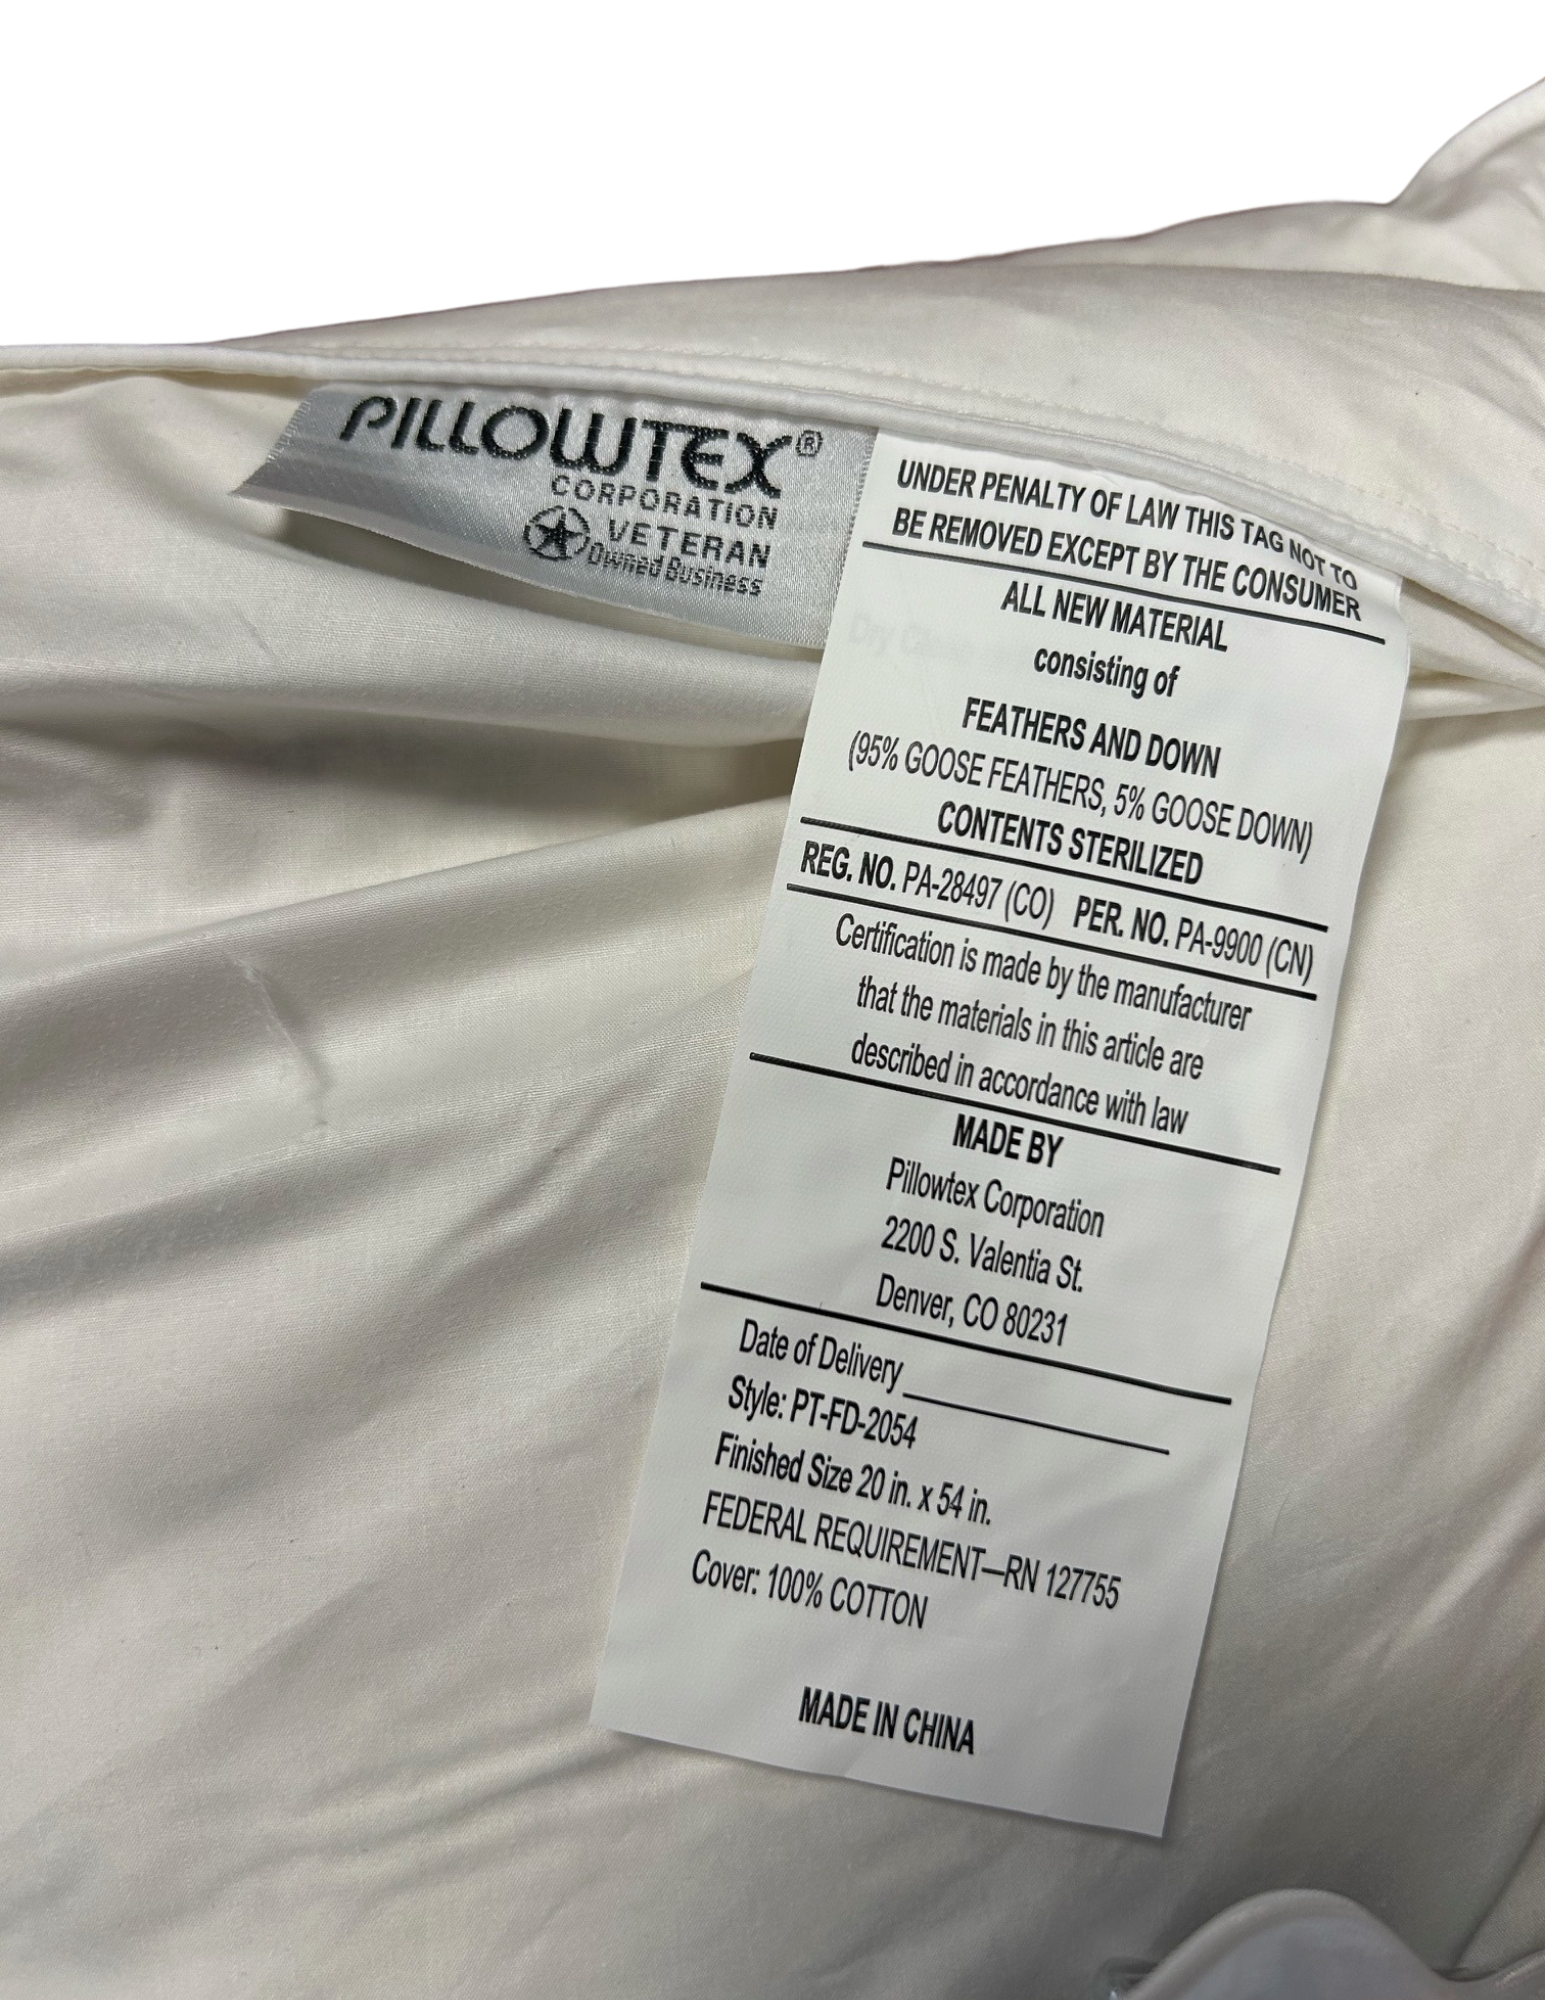 PILLOWTEX®
CORPORATION
VETERAN
Owned Business
UNDER PENALTY OF LAW THIS TAG NOT TO
BE REMOVED EXCEPT BY THE CONSUMER
ALL NEW MATERIAL
consisting of
FEATHERS AND DOWN
(95% GOOSE FEATHERS, 5% GOOSE DOWN)
CONTENTS STERILIZED
REG. NO. PA-28497 (CO) PER. NO. PA-9900 (CN)
Certification is made by the manufacturer
that the materials in this article are
described in accordance with law
MADE BY
Pillowtex Corporation
2200 S. Valentia St.
Denver, CO 80231
Date of Delivery
Style: PT-FD-2054
Finished Size 20 in. x 54 in.
FEDERAL REQUIREMENT—RN 127755
Cover: 100% COTTON
MADE IN CHINA